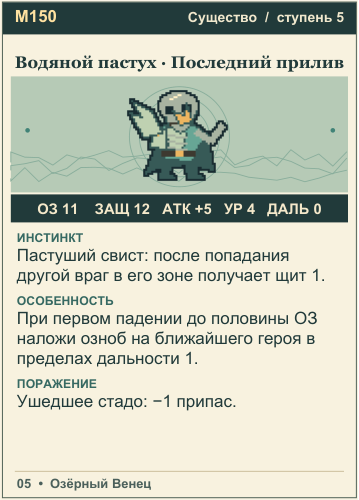 M150
Существо / ступень 5
Водяной пастух · Последний прилив
ОЗ 11 ЗАЩ 12 АТК +5 УР 4 ДАЛЬ 0
ИНСТИНКТ
Пастуший свист: после попадания
другой враг в его зоне получает щит 1.
ОСОБЕННОСТЬ
При первом падении до половины ОЗ
наложи озноб на ближайшего героя в
пределах дальности 1.
ПОРАЖЕНИЕ
Ушедшее стадо: −1 припас.
05 • Озёрный Венец